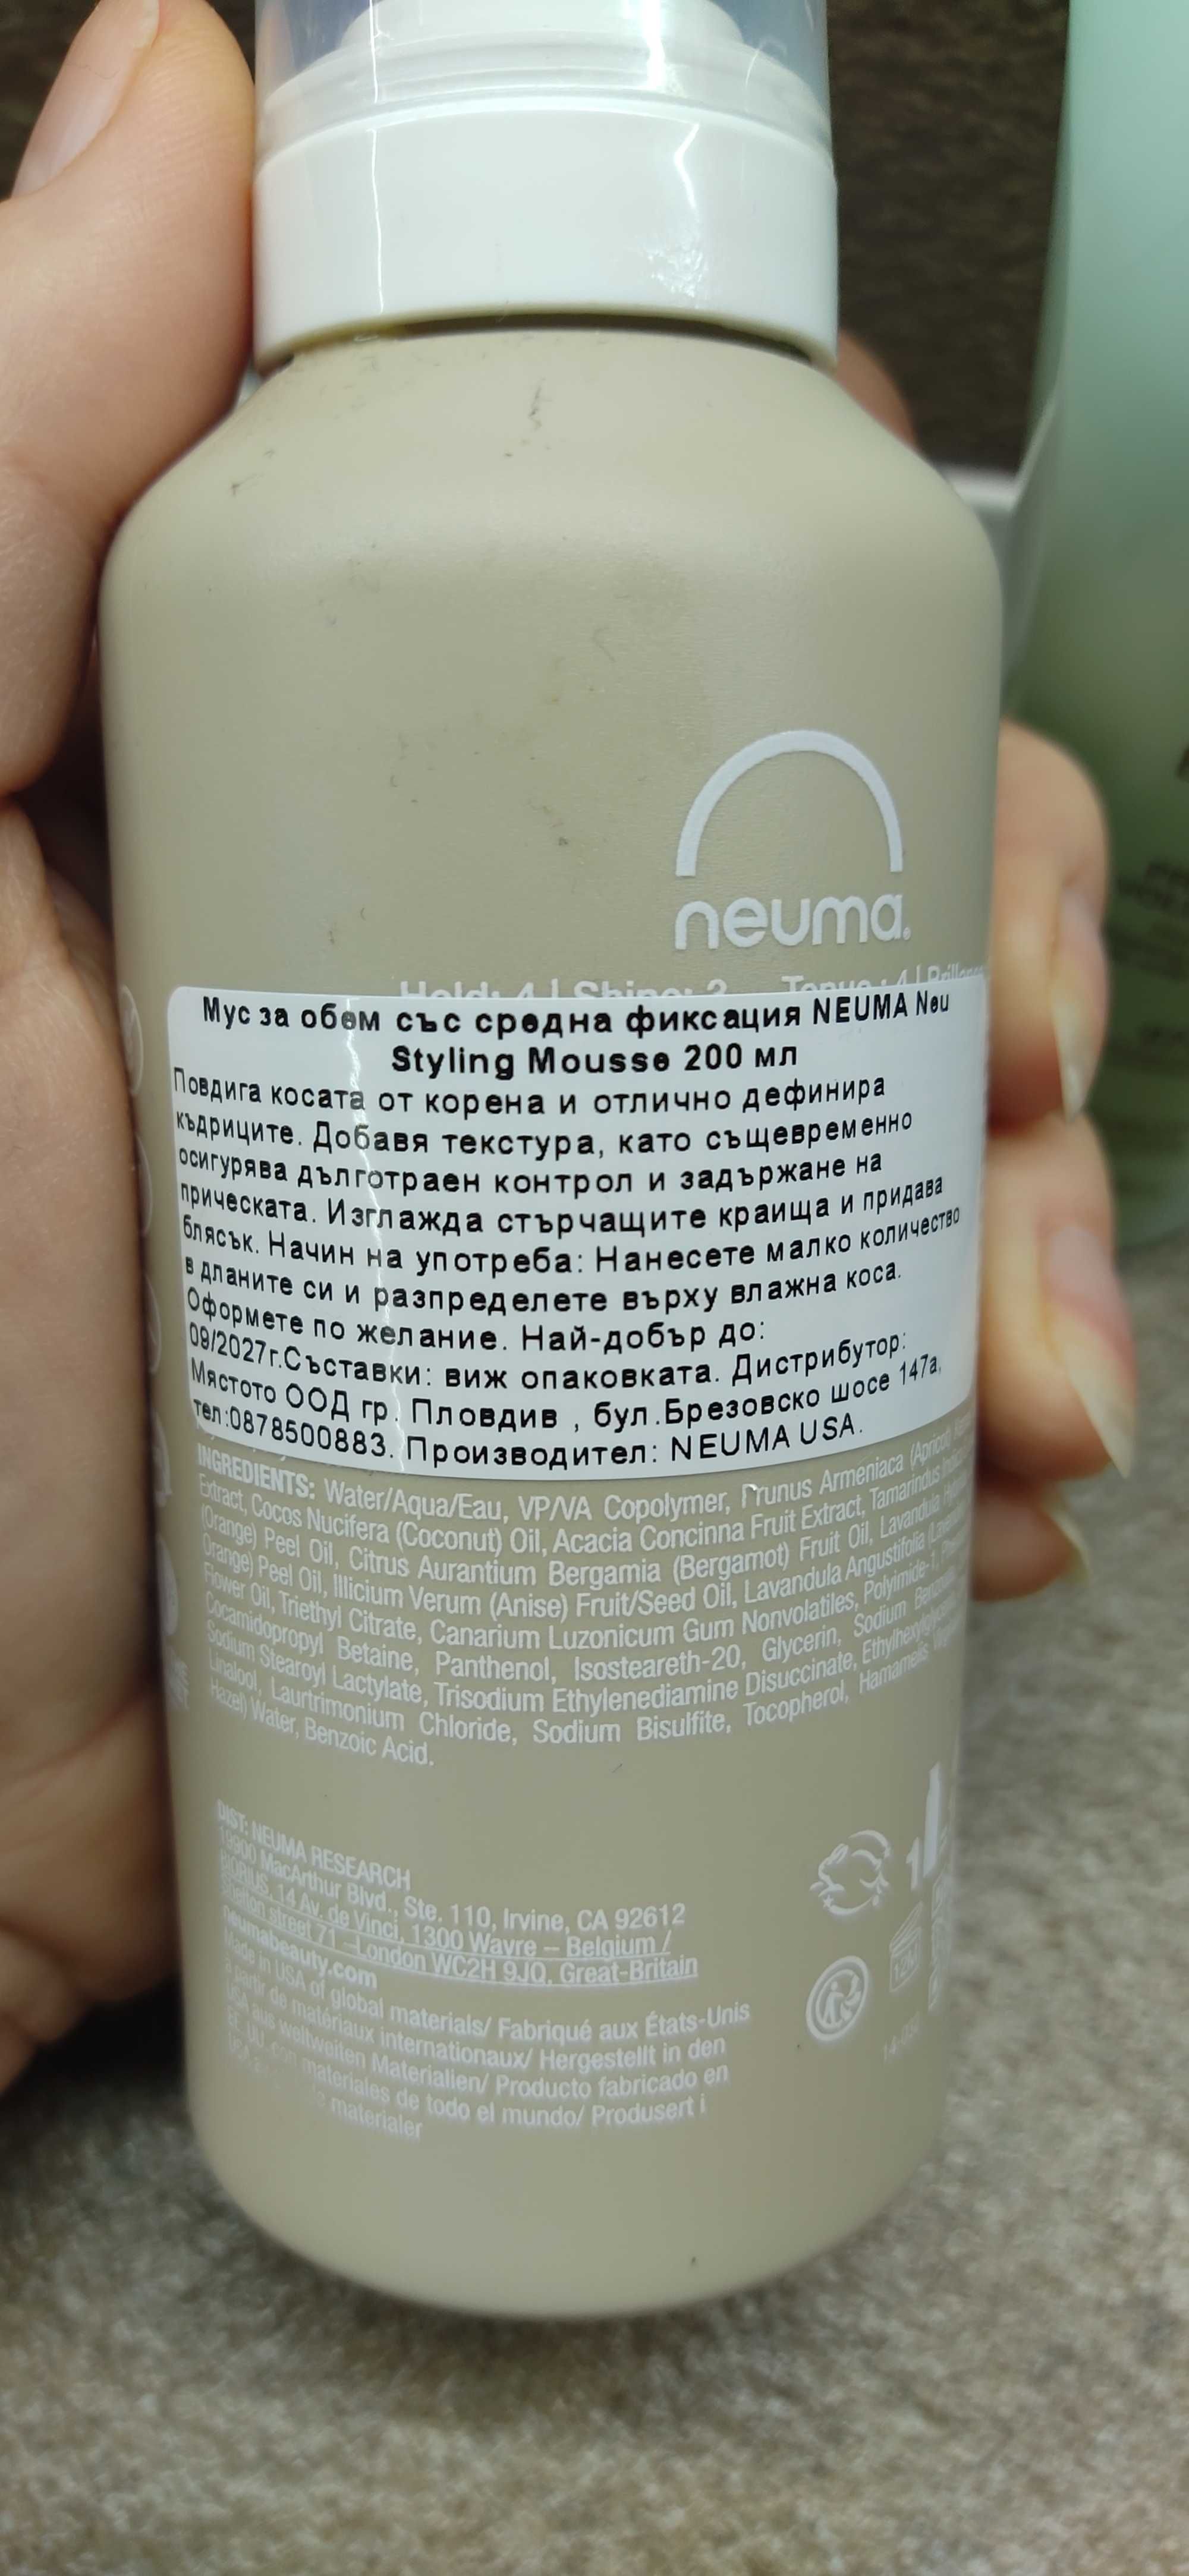 neuma.
Мус за обем със средна фиксация NEUMA Neu
Styling Mousse 200 мл
Повдига косата от корена и отлично дефинира
къдриците. Добавя текстура, като същевременно
осигурява дълготраен контрол и задържане на
прическата. Изглажда стърчащите краища и придава
блясък. Начин на употреба: Нанесете малко количество
в дланите си и разпределете върху влажна коса.
Оформете по желание. Най-добър до:
09/2027г.Съставки: виж опаковката. Дистрибутор:
Мястото ООД гр. Пловдив , бул.Брезовско шосе 147а,
тел:0878500883. Производител: NEUMA USA.
INGREDIENTS: Water/Aqua/Eau, VP/VA Copolymer, Prunus Armeniaca (Apricot)
Extract, Cocos Nucifera (Coconut) Oil, Acacia Concinna Fruit Extract, Tamarindus
(Orange) Peel Oil, Citrus Aurantium Bergamia (Bergamot) Fruit Oil, Lavandula
Orange) Peel Oil, Illicium Verum (Anise) Fruit/Seed Oil, Lavandula Angustifolia
Flower Oil, Triethyl Citrate, Canarium Luzonicum Gum Nonvolatiles, Polyimide-1,
Cocamidopropyl Betaine, Panthenol, Isosteareth-20, Glycerin, Sodium
Sodium Stearoyl Lactylate, Trisodium Ethylenediamine Disuccinate,
Linalool, Laurtrimonium Chloride, Sodium Bisulfite, Tocopherol, Hamamelis
Hazel) Water, Benzoic Acid.
DIST: NEUMA RESEARCH
19900 MacArthur Blvd., Ste. 110, Irvine, CA 92612
BORIUS, 14 Av. de Vinci, 1300 Wavre – Belgium /
Shelton street 71 –London WC2H 9JQ, Great-Britain
neumabeauty.com
Made in USA of global materials/ Fabriqué aux États-Unis
à partir de matériaux internationaux/ Hergestellt in den
USA aus weltweiten Materialien/ Producto fabricado en
EE. UU. con materiales de todo el mundo/ Produsert i
materialer
12M